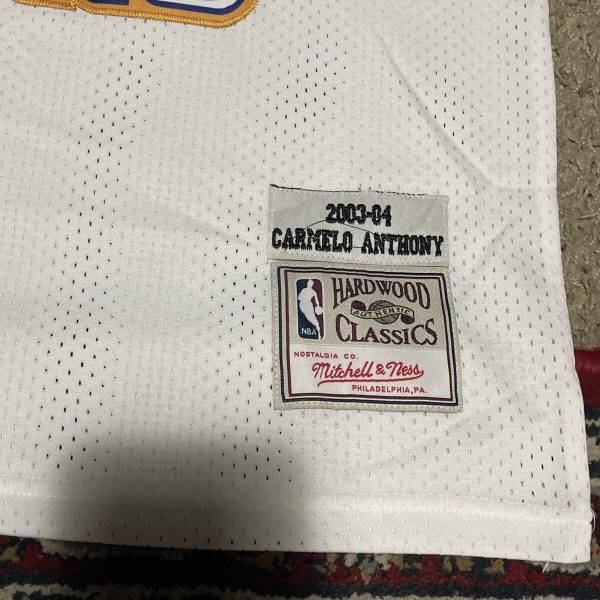 2003-04
CARMELO ANTHONY
HARDWOOD
AUTHENTIC
CLASSICS
NBA
NOSTALGIA CO.
Mitchell & Ness
PHILADELPHIA, PA.